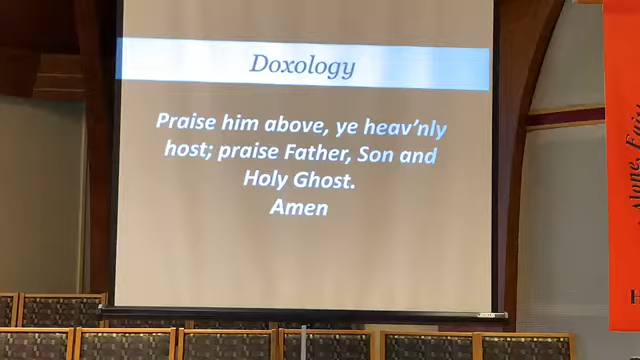 Doxology
Praise him above, ye heav'nly
host; praise Father, Son and
Holy Ghost.
Amen